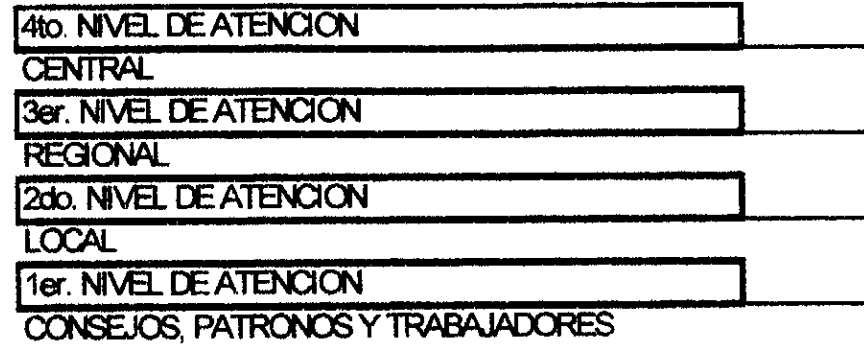 4to. NIVEL DE ATENCION
CENTRAL
3er. NIVEL DE ATENCION
REGIONAL
2do. NIVEL DE ATENCION
LOCAL
1er. NIVEL DE ATENCION
CONSEJOS, PATRONOS Y TRABAJADORES